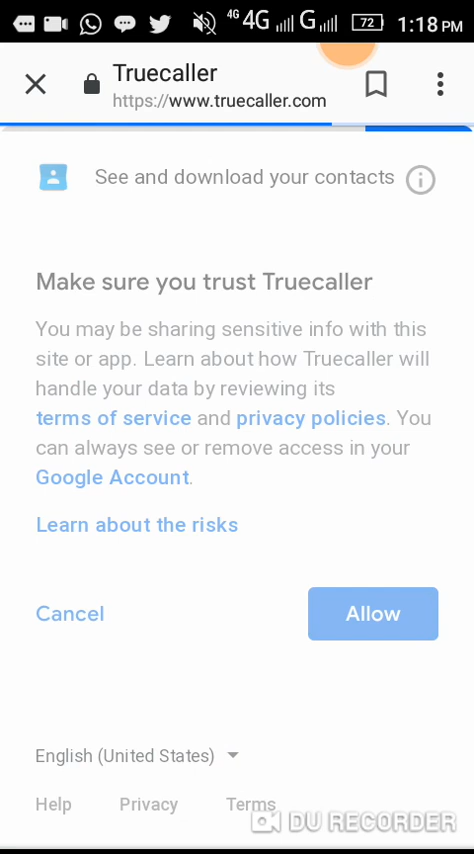 4G 4G G 72 1:18 PM
Truecaller
https://www.truecaller.com
See and download your contacts
Make sure you trust Truecaller
You may be sharing sensitive info with this
site or app. Learn about how Truecaller will
handle your data by reviewing its
terms of service and privacy policies. You
can always see or remove access in your
Google Account.
Learn about the risks
Cancel
Allow
English (United States)
Help Privacy Terms
DU RECORDER